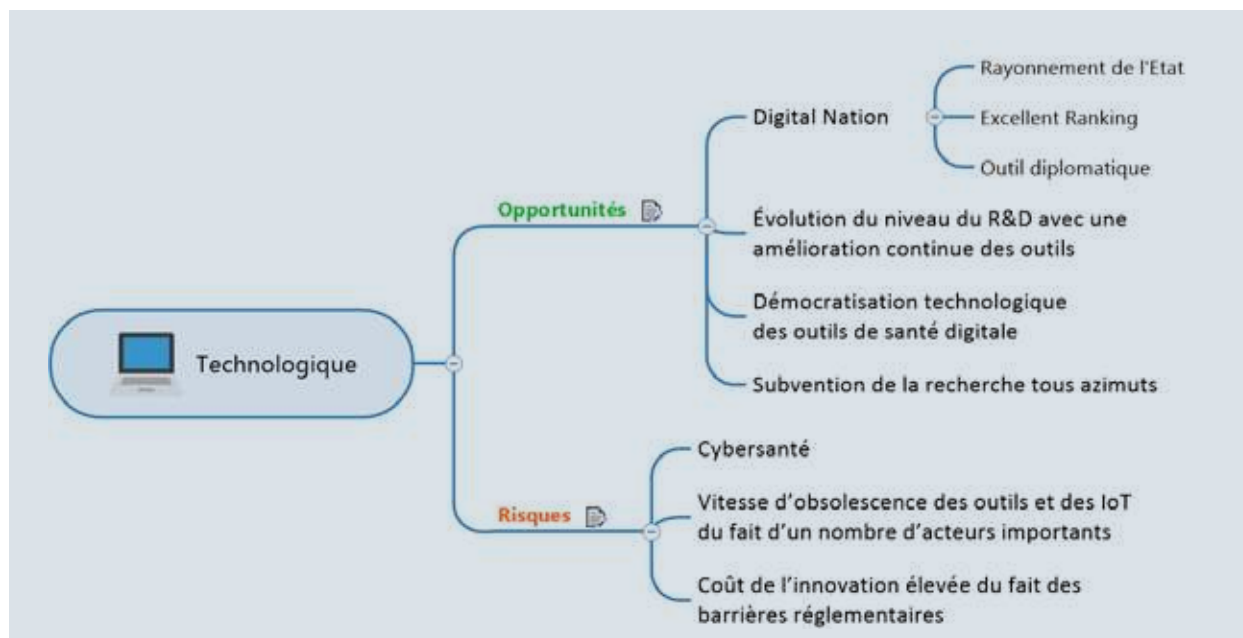 Technologique
Opportunités
Digital Nation
Rayonnement de l'Etat
Excellent Ranking
Outil diplomatique
Évolution du niveau du R&D avec une
amélioration continue des outils
Démocratisation technologique
des outils de santé digitale
Subvention de la recherche tous azimuts
Risques
Cybersanté
Vitesse d’obsolescence des outils et des IoT
du fait d’un nombre d’acteurs importants
Coût de l’innovation élevée du fait des
barrières réglementaires